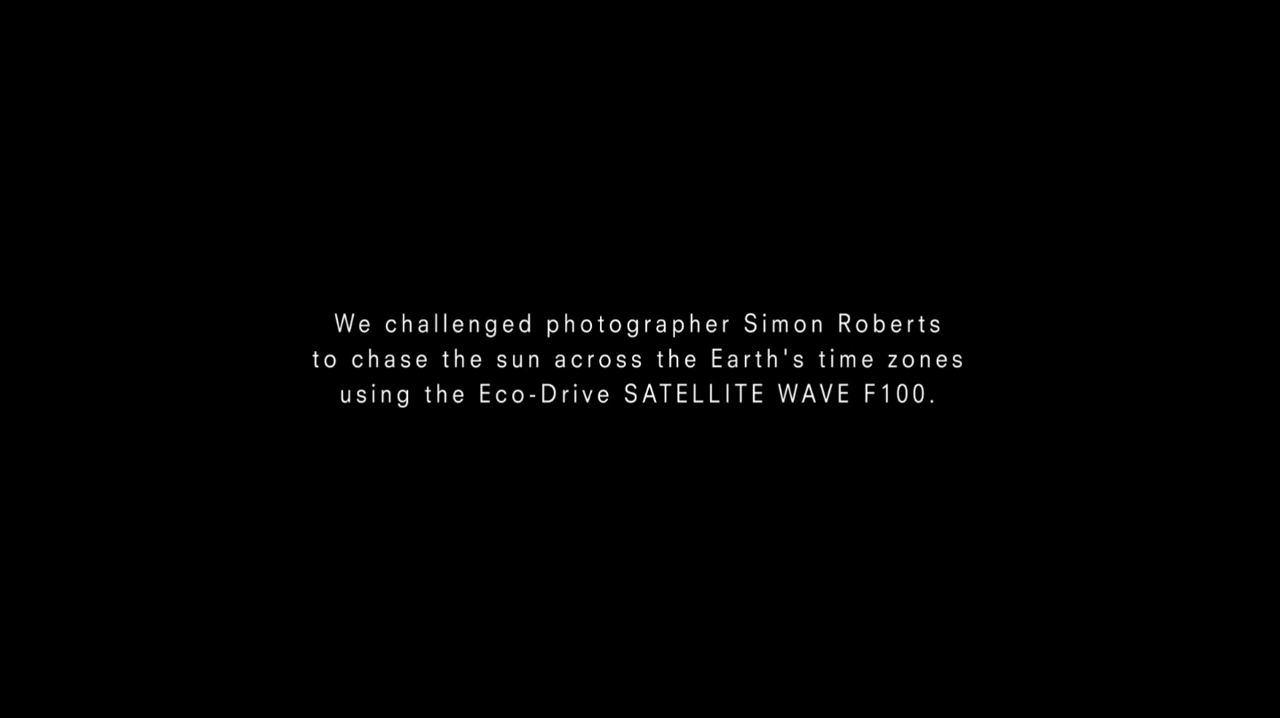 We challenged photographer Simon Roberts
to chase the sun across the Earth's time zones
using the Eco-Drive SATELLITE WAVE F100.